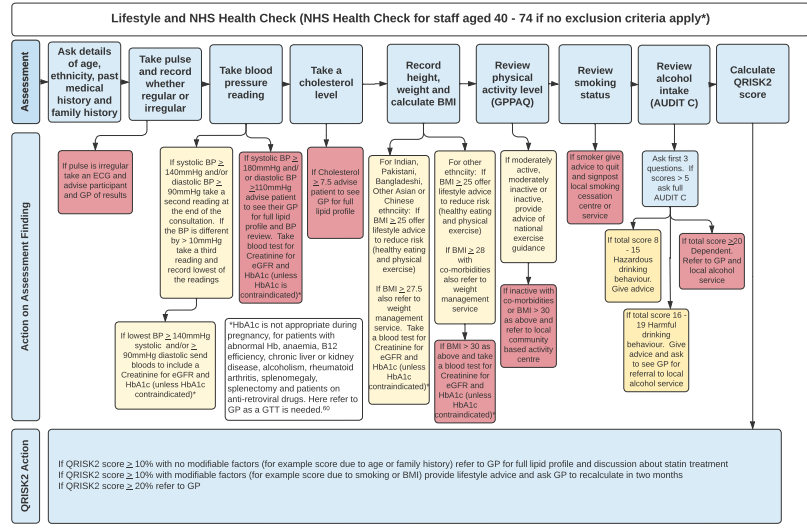 Lifestyle and NHS Health Check (NHS Health Check for staff aged 40 - 74 if no exclusion criteria apply*)
Assessment
Ask details
of age,
ethnicity, past
medical
history and
family history
Take pulse
and record
whether
regular or
irregular
Take blood
pressure
reading
Take a
cholesterol
level
Record
height,
weight and
calculate BMI
Review
physical
activity level
(GPPAQ)
Review
smoking
status
Review
alcohol
intake
(AUDIT C)
Calculate
QRISK2
score
Action on Assessment Finding
If pulse is irregular
take an ECG and
advise participant
and GP of results
If systolic BP ≥
140mmHg and/or
diastolic BP ≥
90mmHg take a
second reading at
the end of the
consultation. If
the BP is different
by > 10mmHg
take a third
reading and
record lowest of
the readings
If lowest BP ≥ 140mmHg
systolic and/or ≥
90mmHg diastolic send
bloods to include a
Creatinine for eGFR and
HbA1c (unless HbA1c
contraindicated)*
If systolic BP ≥
180mmHg and/
or diastolic BP
≥110mmHg
advise patient to
see their GP
for full lipid
profile and BP
review. Take
blood test for
Creatinine for
eGFR and
HbA1c (unless
HbA1c is
contraindicated)*
*HbA1c is not appropriate during
pregnancy, for patients with
abnormal Hb, anaemia, B12
efficiency, chronic liver or kidney
disease, alcoholism, rheumatoid
arthritis, splenomegaly,
splenectomy and patients on
anti-retroviral drugs. Here refer to
GP as a GTT is needed.⁶⁰
If Cholesterol
≥ 7.5 advise
patient to see
GP for full
lipid profile
For Indian,
Pakistani,
Bangladeshi,
Other Asian or
Chinese
ethncity: If
BMI ≥ 25 offer
lifestyle advice
to reduce risk
(healthy eating
and physical
exercise)
If BMI ≥ 27.5
also refer to
weight
management
service. Take
a blood test for
Creatinine for
eGFR and
HbA1c (unless
HbA1c
contraindicated)*
For other
ethnicity: If
BMI ≥ 25 offer
lifestyle advice
to reduce risk
(healthy eating
and physical
exercise)
If BMI ≥ 28
with
co-morbidities
also refer to
weight
management
service
If BMI > 30 as
above and take
a blood test for
Creatinine for
eGFR and
HbA1c (unless
HbA1c
contraindicated)*
If moderately
active,
moderately
inactive or
inactive,
provide
advice of
national
exercise
guidance
If inactive with
co-morbidities
or BMI > 30
as above and
refer to local
community
based activity
centre
If smoker give
advice to quit
and signpost
local smoking
cessation
centre or
service
Ask first 3
questions. If
scores > 5
ask full
AUDIT C
If total score 8
- 15
Hazardous
drinking
behaviour.
Give advice
If total score ≥20
Dependent.
Refer to GP and
local alcohol
service
If total score 16 -
19 Harmful
drinking
behaviour. Give
advice and ask
to see GP for
referral to local
alcohol service
QRISK2 Action
If QRISK2 score ≥ 10% with no modifiable factors (for example score due to age or family history) refer to GP for full lipid profile and discussion about statin treatment
If QRISK2 score ≥ 10% with modifiable factors (for example score due to smoking or BMI) provide lifestyle advice and ask GP to recalculate in two months
If QRISK2 score ≥ 20% refer to GP